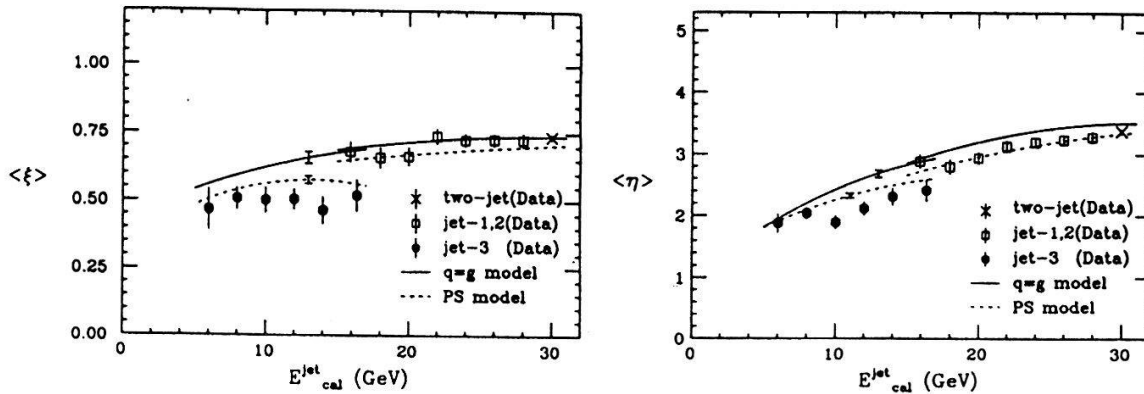 <ξ>
1.00
0.75
0.50
0.25
0.00
× two-jet(Data)
jet-1,2(Data)
jet-3 (Data)
q=g model
PS model
0 10 20 30
E^jet_cal (GeV)
<η>
5
4
3
2
1
0
two-jet(Data)
jet-1,2(Data)
jet-3 (Data)
q=g model
PS model
0 10 20 30
E^jet_cal (GeV)